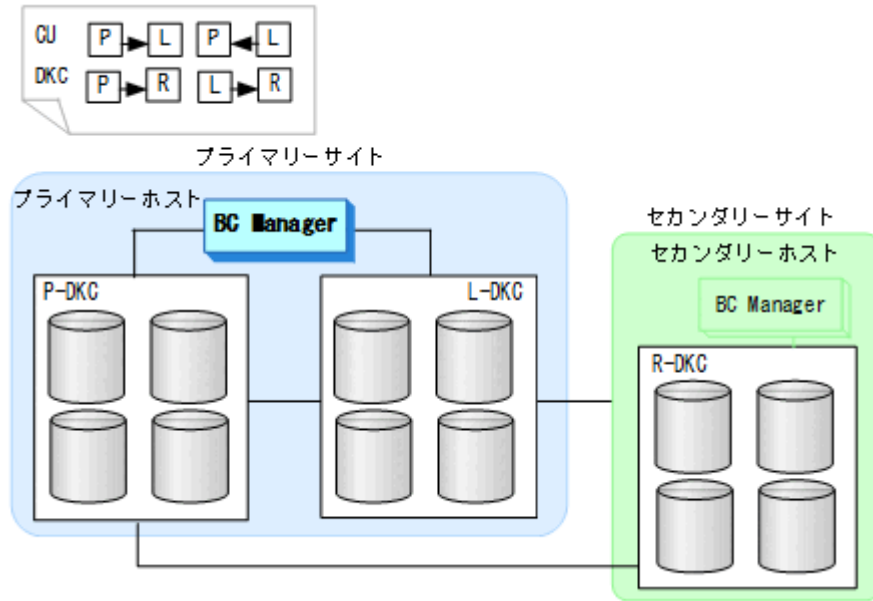 CU P L P L
DKC P R L R
プライマリーサイト
プライマリーホスト
BC Manager
セカンダリーサイト
セカンダリーホスト
P-DKC
L-DKC
BC Manager
R-DKC